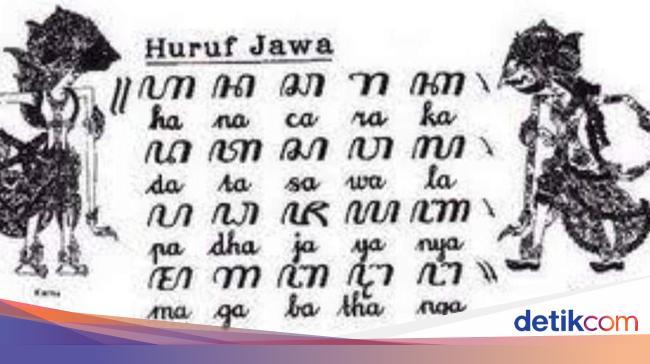 Huruf Jawa
꧋ ꦲ ꦤ ꦕ ꦫ ꦏ ꧈
ha na ca ra ka
ꦢ ꦠ ꦱ ꦮ ꦭ ꧈
da ta sa wa la
ꦥ ꦝ ꦗ ꦪ ꦚ ꧈
pa dha ja ya nya
ꦩ ꦒ ꦧ ꦛ ꦔ ꧉
ma ga ba tha nga
detikcom